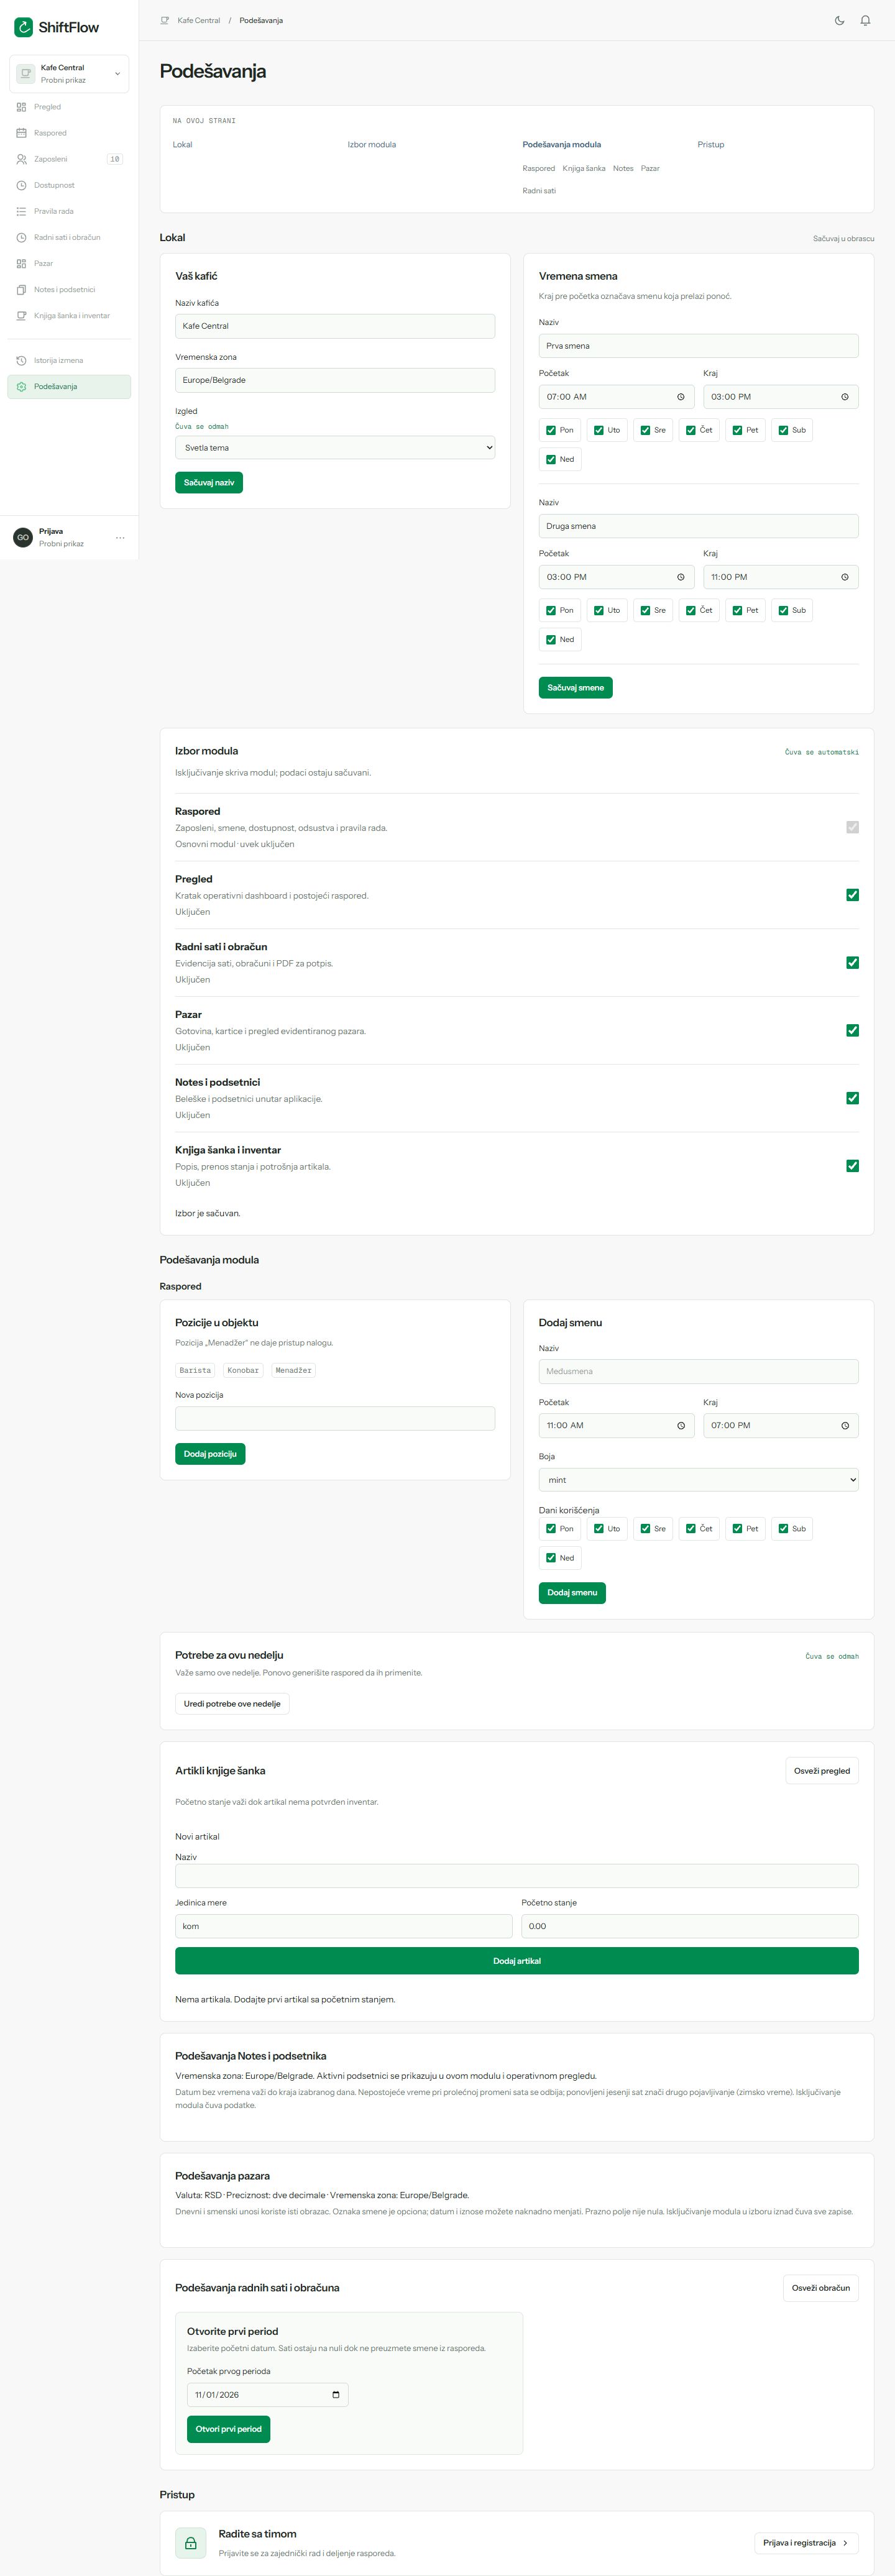 ShiftFlow
Kafe Central
Probni prikaz
Pregled
Raspored
Zaposleni 10
Dostupnost
Pravila rada
Radni sati i obračun
Pazar
Notes i podsetnici
Knjiga šanka i inventar
Istorija izmena
Podešavanja
GO
Prijava
Probni prikaz
Kafe Central / Podešavanja
Podešavanja
NA OVOJ STRANI
Lokal
Izbor modula
Podešavanja modula
Raspored Knjiga šanka Notes Pazar
Radni sati
Pristup
Lokal
Sačuvaj u obrascu
Vaš kafić
Naziv kafića
Kafe Central
Vremenska zona
Europe/Belgrade
Izgled
Čuva se odmah
Svetla tema
Sačuvaj naziv
Vremena smena
Kraj pre početka označava smenu koja prelazi ponoć.
Naziv
Prva smena
Početak Kraj
07:00 AM 03:00 PM
Pon Uto Sre Čet Pet Sub
Ned
Naziv
Druga smena
Početak Kraj
03:00 PM 11:00 PM
Pon Uto Sre Čet Pet Sub
Ned
Sačuvaj smene
Izbor modula
Čuva se automatski
Isključivanje skriva modul; podaci ostaju sačuvani.
Raspored
Zaposleni, smene, dostupnost, odsustva i pravila rada.
Osnovni modul · uvek uključen
Pregled
Kratak operativni dashboard i postojeći raspored.
Uključen
Radni sati i obračun
Evidencija sati, obračuni i PDF za potpis.
Uključen
Pazar
Gotovina, kartice i pregled evidentiranog pazara.
Uključen
Notes i podsetnici
Beleške i podsetnici unutar aplikacije.
Uključen
Knjiga šanka i inventar
Popis, prenos stanja i potrošnja artikala.
Uključen
Izbor je sačuvan.
Podešavanja modula
Raspored
Pozicije u objektu
Pozicija „Menadžer“ ne daje pristup nalogu.
Barista Konobar Menadžer
Nova pozicija
Dodaj poziciju
Dodaj smenu
Naziv
Međusmena
Početak Kraj
11:00 AM 07:00 PM
Boja
mint
Dani korišćenja
Pon Uto Sre Čet Pet Sub
Ned
Dodaj smenu
Potrebe za ovu nedelju
Čuva se odmah
Važe samo ove nedelje. Ponovo generišite raspored da ih primenite.
Uredi potrebe ove nedelje
Artikli knjige šanka
Osveži pregled
Početno stanje važi dok artikal nema potvrđen inventar.
Novi artikal
Naziv
Jedinica mere Početno stanje
kom 0.00
Dodaj artikal
Nema artikala. Dodajte prvi artikal sa početnim stanjem.
Podešavanja Notes i podsetnika
Vremenska zona: Europe/Belgrade. Aktivni podsetnici se prikazuju u ovom modulu i operativnom pregledu.
Datum bez vremena važi do kraja izabranog dana. Nepostojeće vreme pri prolećnoj promeni sata se odbija; ponovljeni jesenji sat znači drugo pojavljivanje (zimsko vreme). Isključivanje
modula čuva podatke.
Podešavanja pazara
Valuta: RSD · Preciznost: dve decimale · Vremenska zona: Europe/Belgrade.
Dnevni i smenski unosi koriste isti obrazac. Oznaka smene je opciona; datum i iznose možete naknadno menjati. Prazno polje nije nula. Isključivanje modula u izboru iznad čuva sve zapise.
Podešavanja radnih sati i obračuna
Osveži obračun
Otvorite prvi period
Izaberite početni datum. Sati ostaju na nuli dok ne preuzmete smene iz rasporeda.
Početak prvog perioda
11/01/2026
Otvori prvi period
Pristup
Radite sa timom
Prijavite se za zajednički rad i deljenje rasporeda.
Prijava i registracija